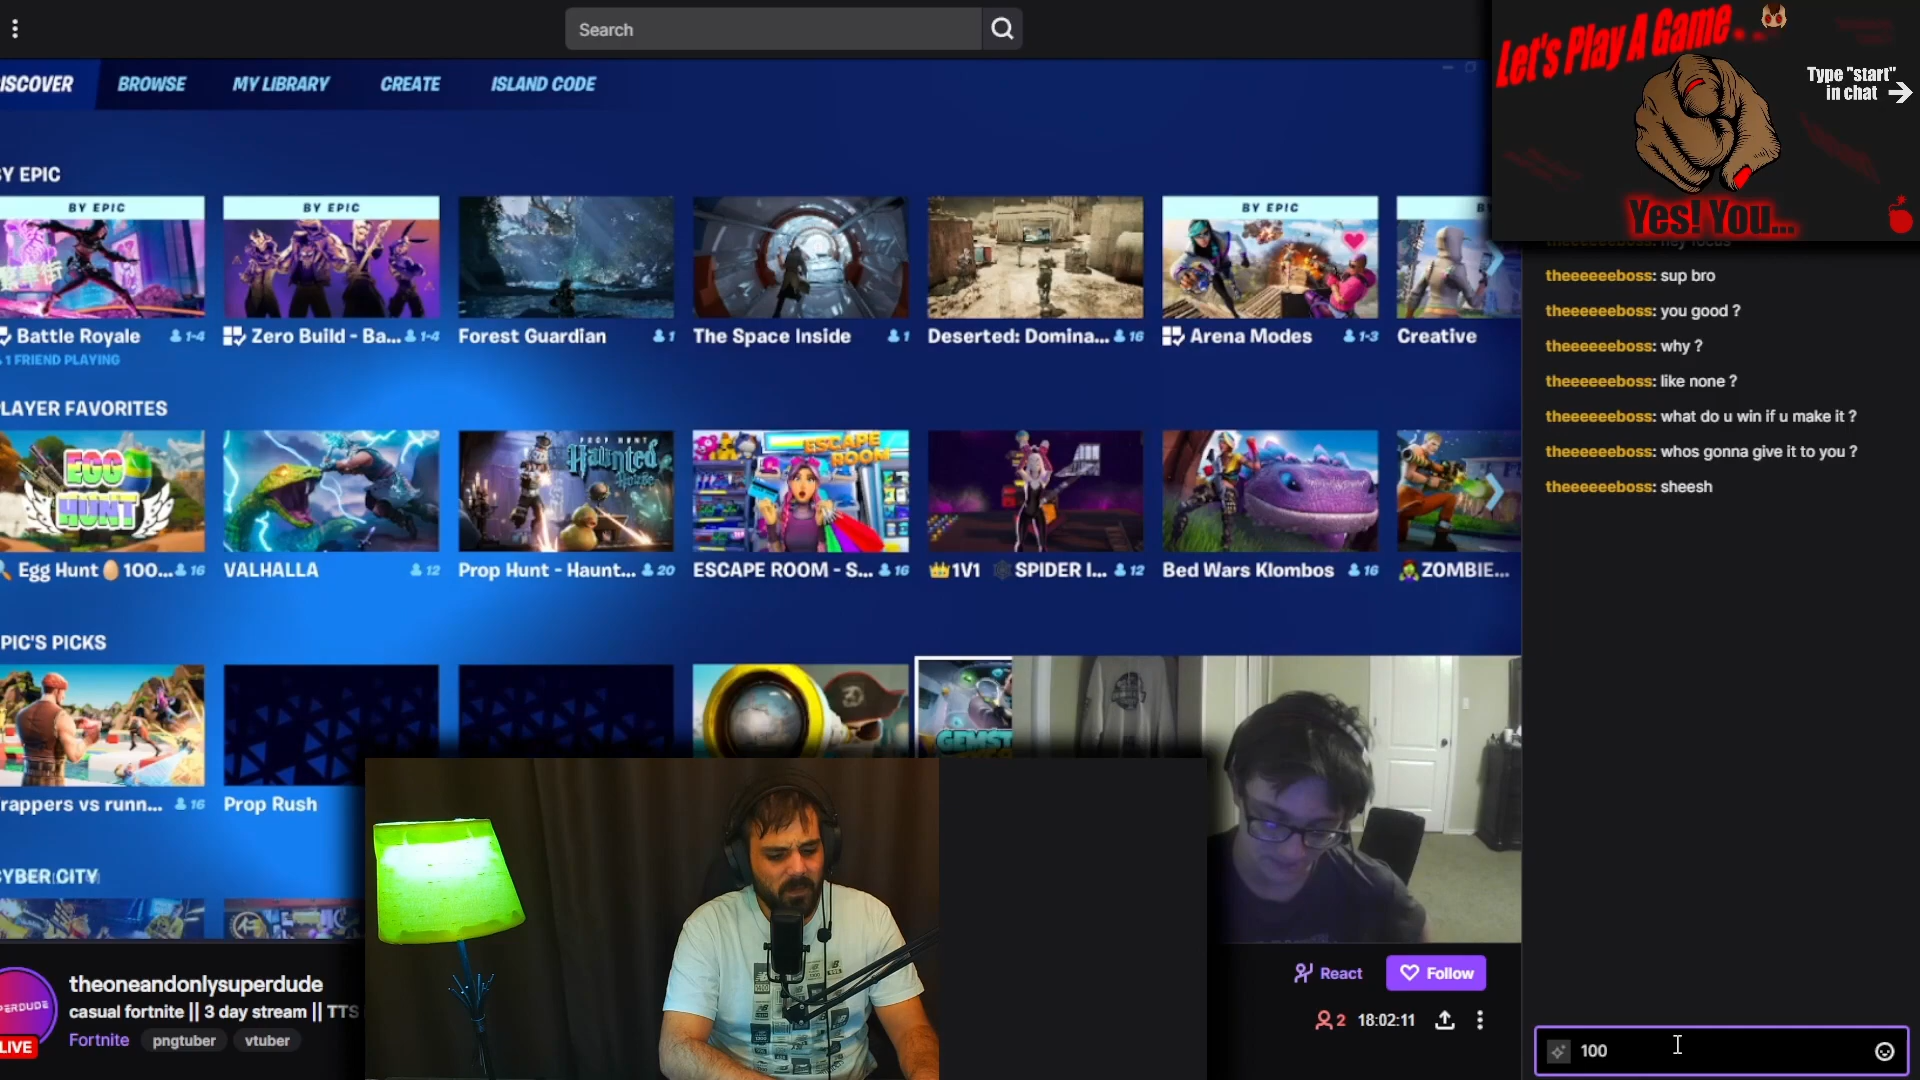 Search
Let's Play A Game...
Type "start"
in chat
Yes! You...
ISCOVER
BROWSE
MY LIBRARY
CREATE
ISLAND CODE
Y EPIC
BY EPIC
BY EPIC
BY EPIC
Battle Royale 1-4
1 FRIEND PLAYING
Zero Build - Ba... 1-4
Forest Guardian 1
The Space Inside 1
Deserted: Domina... 16
Arena Modes 1-3
Creative
LAYER FAVORITES
EGG HUNT
PROP HUNT
Haunted
ESCAPE ROOM
Egg Hunt 100... 16
VALHALLA 12
Prop Hunt - Haunt... 20
ESCAPE ROOM - S... 16
1V1 SPIDER I... 12
Bed Wars Klombos 16
ZOMBIE...
PIC'S PICKS
GEMST
rappers vs runn... 16
Prop Rush
YBER CITY
theeeeeeboss: hey focus
theeeeeeboss: sup bro
theeeeeeboss: you good ?
theeeeeeboss: why ?
theeeeeeboss: like none ?
theeeeeeboss: what do u win if u make it ?
theeeeeeboss: whos gonna give it to you ?
theeeeeeboss: sheesh
PERDUDE
LIVE
theoneandonlysuperdude
casual fortnite || 3 day stream || TTS
Fortnite
pngtuber
vtuber
React
Follow
2
18:02:11
100